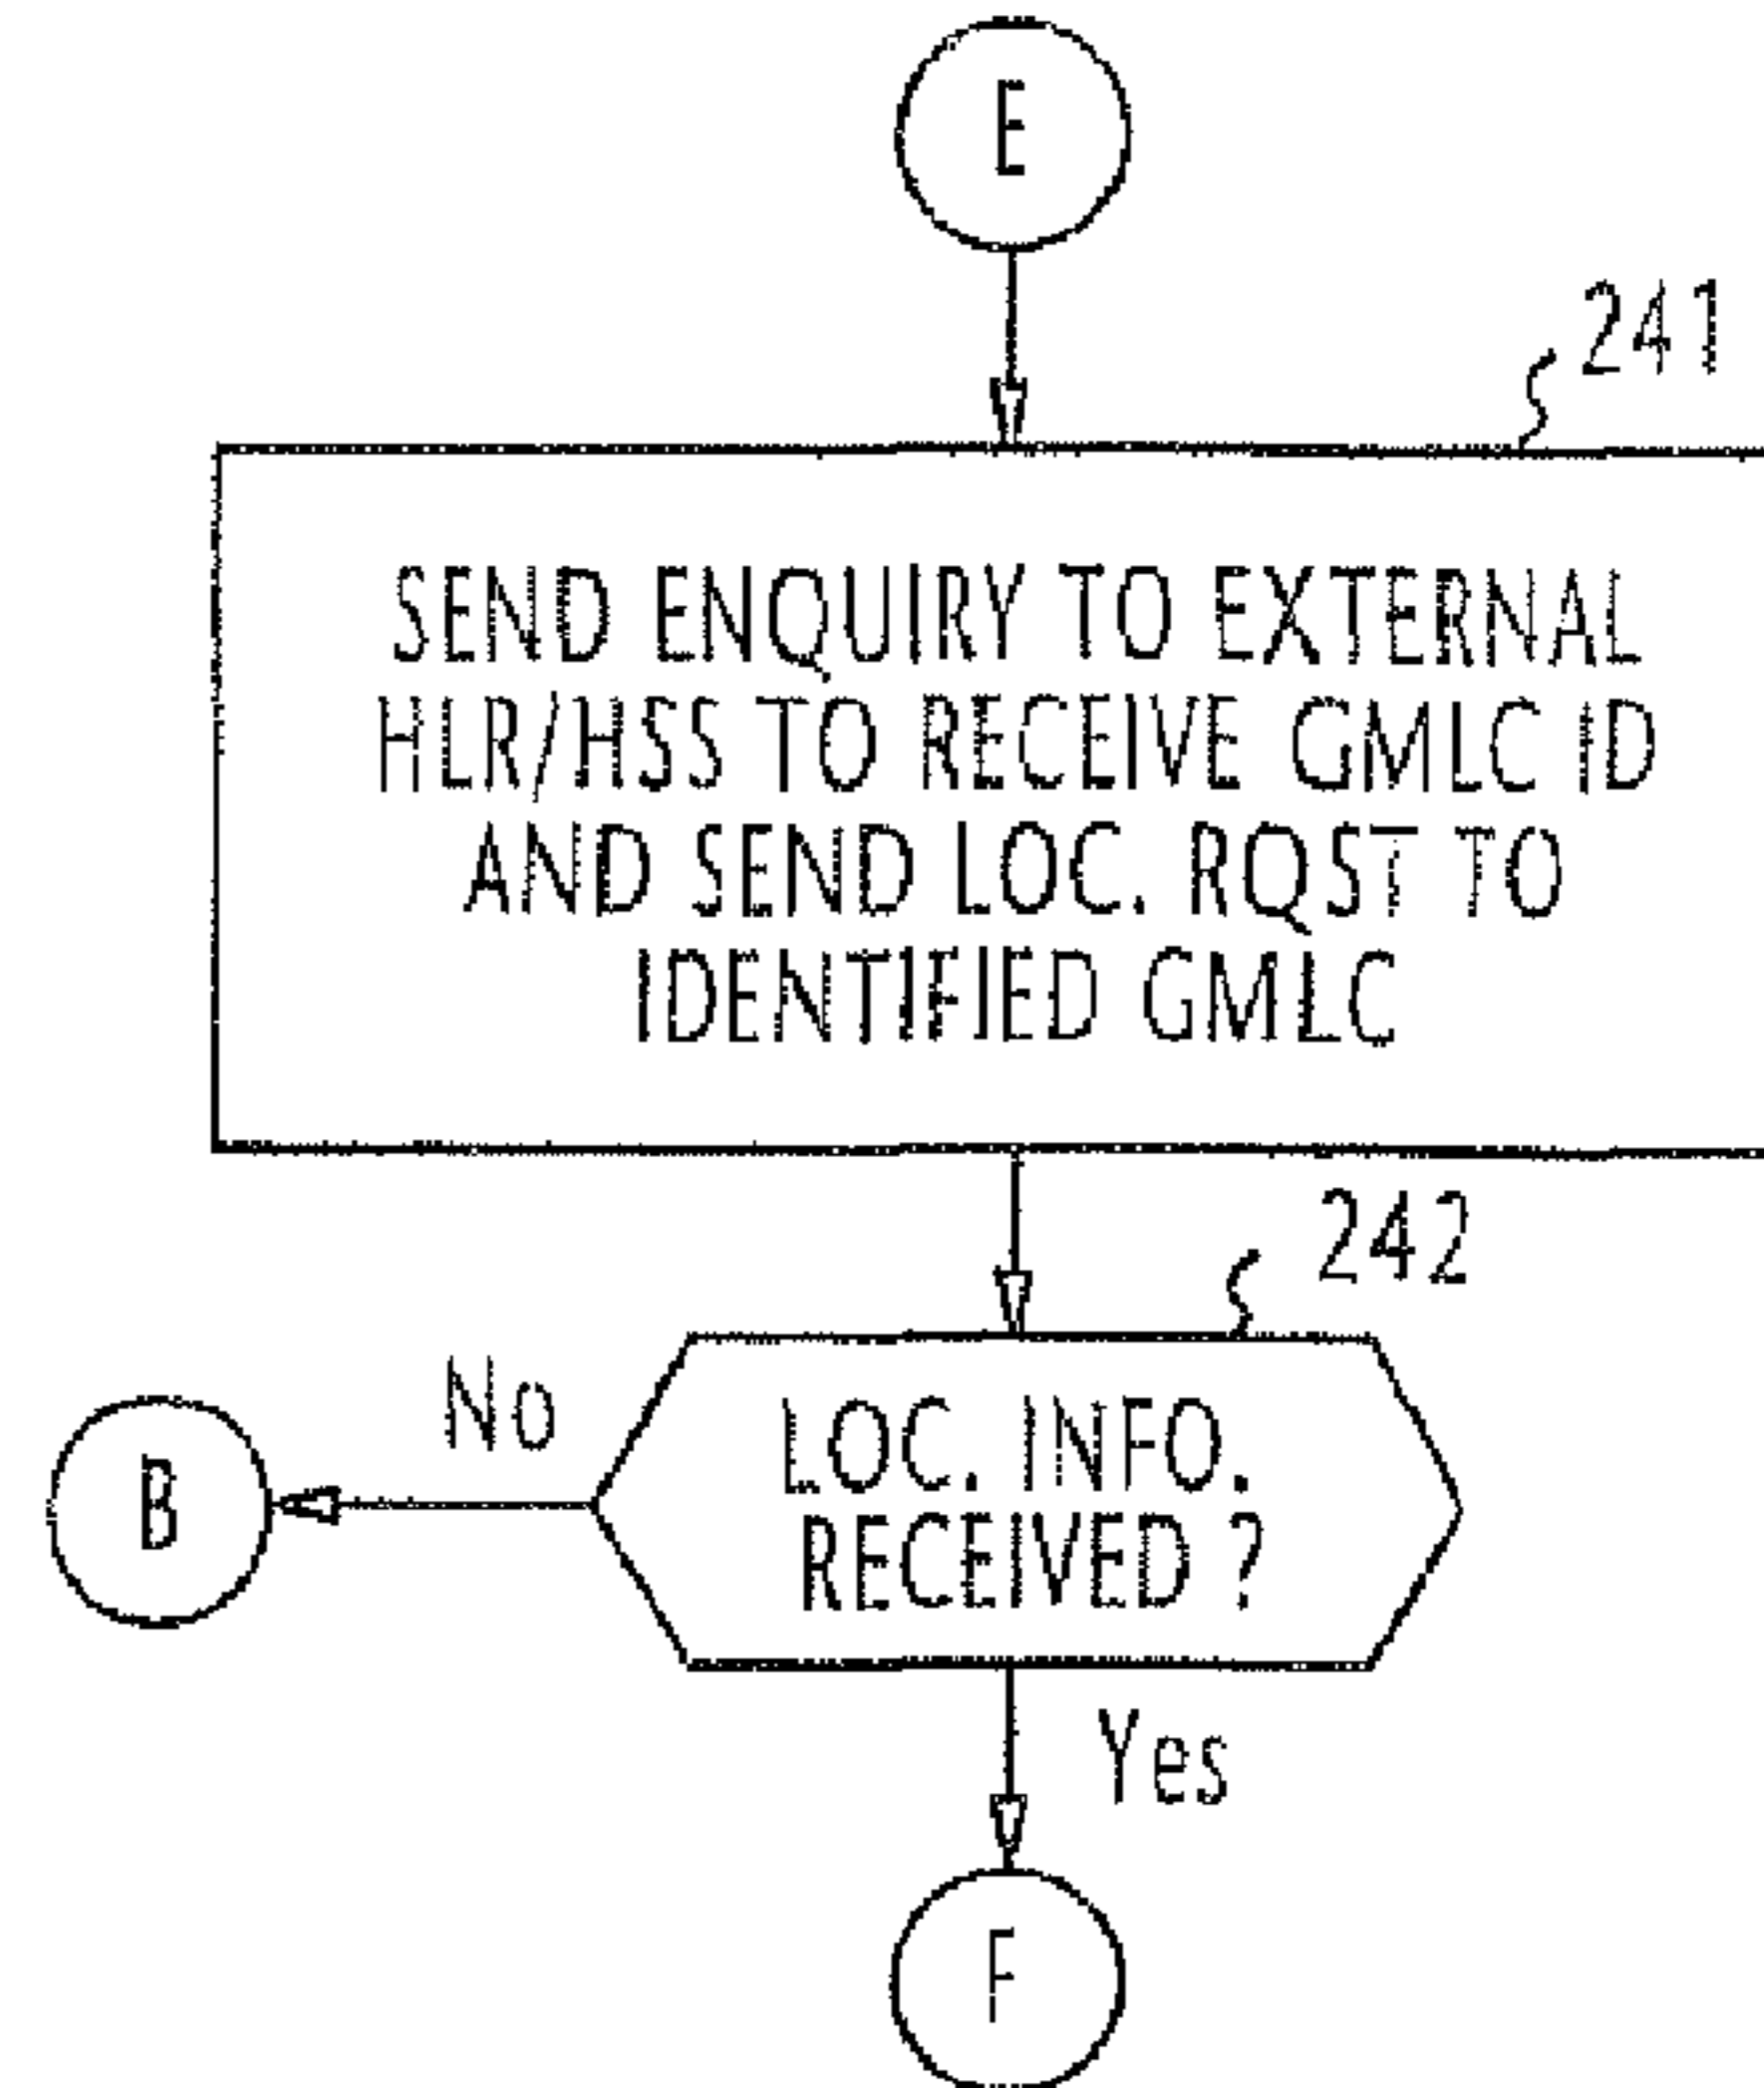 E
241
SEND ENQUIRY TO EXTERNAL
HLR/HSS TO RECEIVE GMLC ID
AND SEND LOC. RQST TO
IDENTIFIED GMLC
242
No
B
LOC. INFO.
RECEIVED ?
Yes
F